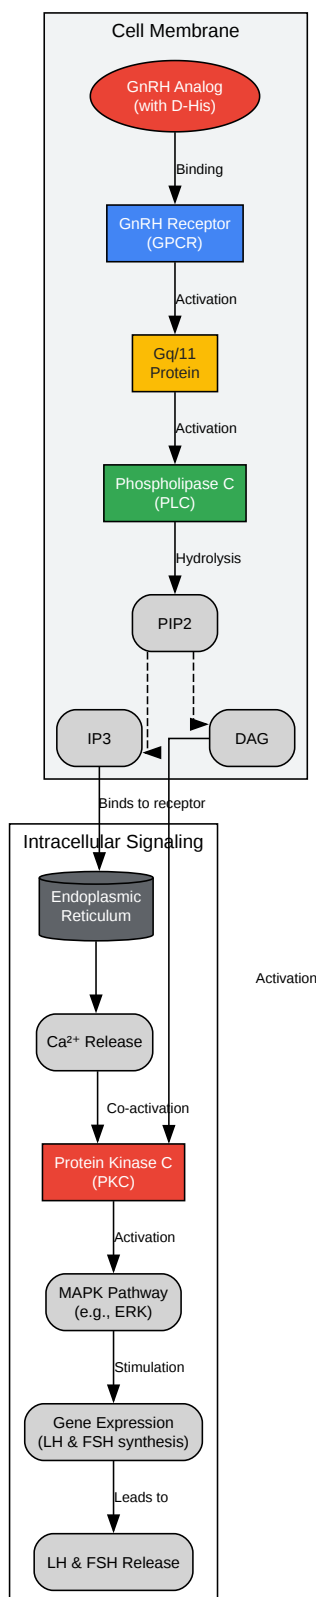 Cell Membrane
GnRH Analog
(with D-His)
Binding
GnRH Receptor
(GPCR)
Activation
Gq/11
Protein
Activation
Phospholipase C
(PLC)
Hydrolysis
PIP2
IP3
DAG
Binds to receptor
Intracellular Signaling
Endoplasmic
Reticulum
Activation
Ca²⁺ Release
Co-activation
Protein Kinase C
(PKC)
Activation
MAPK Pathway
(e.g., ERK)
Stimulation
Gene Expression
(LH & FSH synthesis)
Leads to
LH & FSH Release